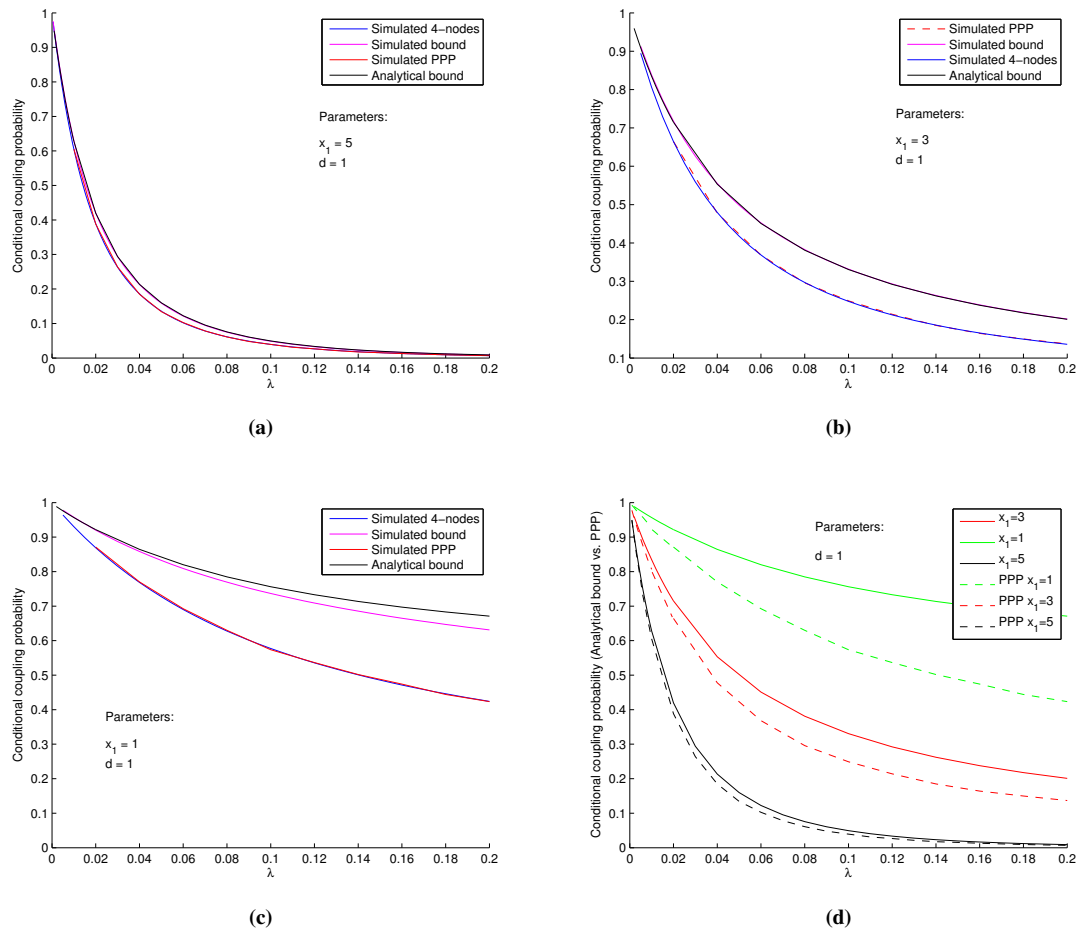 Conditional coupling probability
1
0.9
0.8
0.7
0.6
0.5
0.4
0.3
0.2
0.1
0
Simulated 4−nodes
Simulated bound
Simulated PPP
Analytical bound
Parameters:
x1 = 5
d = 1
0 0.02 0.04 0.06 0.08 0.1 0.12 0.14 0.16 0.18 0.2
λ
(a)
Conditional coupling probability
1
0.9
0.8
0.7
0.6
0.5
0.4
0.3
0.2
0.1
Simulated PPP
Simulated bound
Simulated 4−nodes
Analytical bound
Parameters:
x1 = 3
d = 1
0 0.02 0.04 0.06 0.08 0.1 0.12 0.14 0.16 0.18 0.2
λ
(b)
Conditional coupling probability
1
0.9
0.8
0.7
0.6
0.5
0.4
0.3
0.2
0.1
0
Simulated 4−nodes
Simulated bound
Simulated PPP
Analytical bound
Parameters:
x1 = 1
d = 1
0 0.02 0.04 0.06 0.08 0.1 0.12 0.14 0.16 0.18 0.2
λ
(c)
Conditional coupling probability (Analytical bound vs. PPP)
1
0.9
0.8
0.7
0.6
0.5
0.4
0.3
0.2
0.1
0
Parameters:
d = 1
x1=3
x1=1
x1=5
PPP x1=1
PPP x1=3
PPP x1=5
0 0.02 0.04 0.06 0.08 0.1 0.12 0.14 0.16 0.18 0.2
λ
(d)